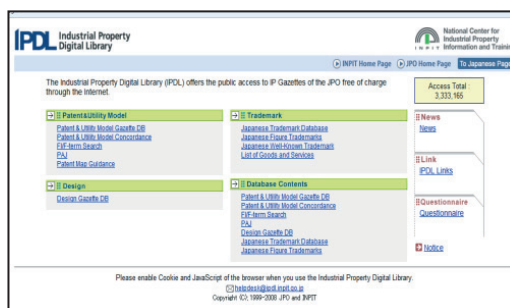 IPDL Industrial Property
Digital Library
National Center for
Industrial Property
INPIT Information and Trainin
INPIT Home Page JPO Home Page To Japanese Page
The Industrial Property Digital Library (IPDL) offers the public access to IP Gazettes of the JPO free of charge
through the Internet.
Access Total :
3,333,165
Patent&Utility Model
Patent & Utility Model Gazette DB
Patent & Utility Model Concordance
FI/F-term Search
PAJ
Patent Map Guidance
Trademark
Japanese Trademark Database
Japanese Figure Trademarks
Japanese Well-Known Trademark
List of Goods and Services
Design
Design Gazette DB
Database Contents
Patent & Utility Model Gazette DB
Patent & Utility Model Concordance
FI/F-term Search
PAJ
Design Gazette DB
Japanese Trademark Database
Japanese Figure Trademarks
News
News
Link
IPDL Links
Questionnaire
Questionnaire
Notice
Please enable Cookie and JavaScript of the browser when you use the Industrial Property Digital Library.
helpdesk@ipdl.inpit.go.jp
Copyright (C); 1999-2008 JPO and INPIT